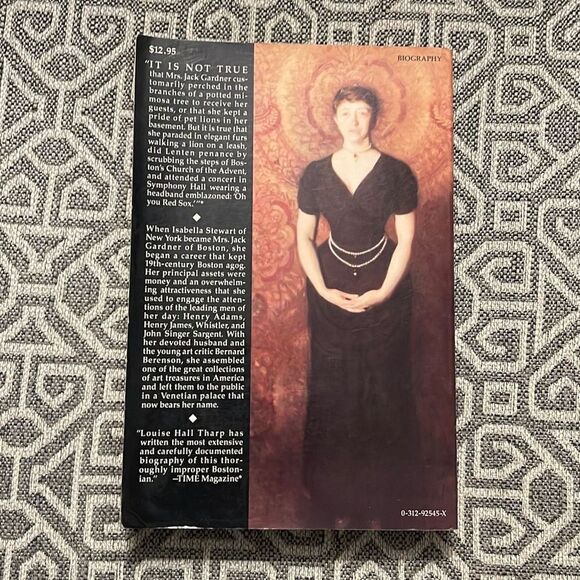 $12.95
BIOGRAPHY
"IT IS NOT TRUE
that Mrs. Jack Gardner cus-
tomarily perched in the
branches of a potted mi-
mosa tree to receive her
guests, or that she kept a
pride of pet lions in her
basement. But it is true that
she paraded in elegant furs
walking a lion on a leash,
did Lenten penance by
scrubbing the steps of Bos-
ton's Church of the Advent,
and attended a concert in
Symphony Hall wearing a
headband emblazoned: 'Oh
you Red Sox.'"*
When Isabella Stewart of
New York became Mrs. Jack
Gardner of Boston, she
began a career that kept
19th-century Boston agog.
Her principal assets were
money and an overwhelm-
ing attractiveness that she
used to engage the atten-
tions of the leading men of
her day: Henry Adams,
Henry James, Whistler, and
John Singer Sargent. With
her devoted husband and
the young art critic Bernard
Berenson, she assembled
one of the great collections
of art treasures in America
and left them to the public
in a Venetian palace that
now bears her name.
"Louise Hall Tharp has
written the most extensive
and carefully documented
biography of this thor-
oughly improper Boston-
ian." —TIME Magazine*
0-312-92545-X